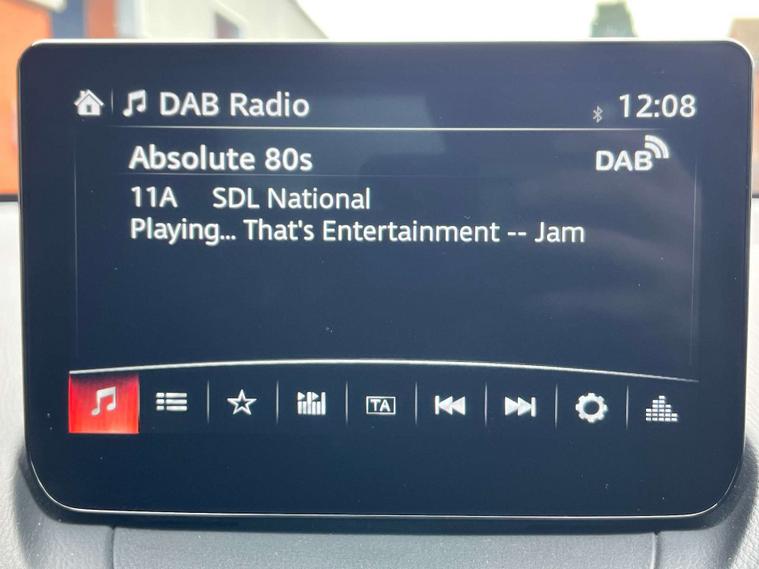 DAB Radio 12:08
Absolute 80s DAB
11A SDL National
Playing... That's Entertainment -- Jam
TA